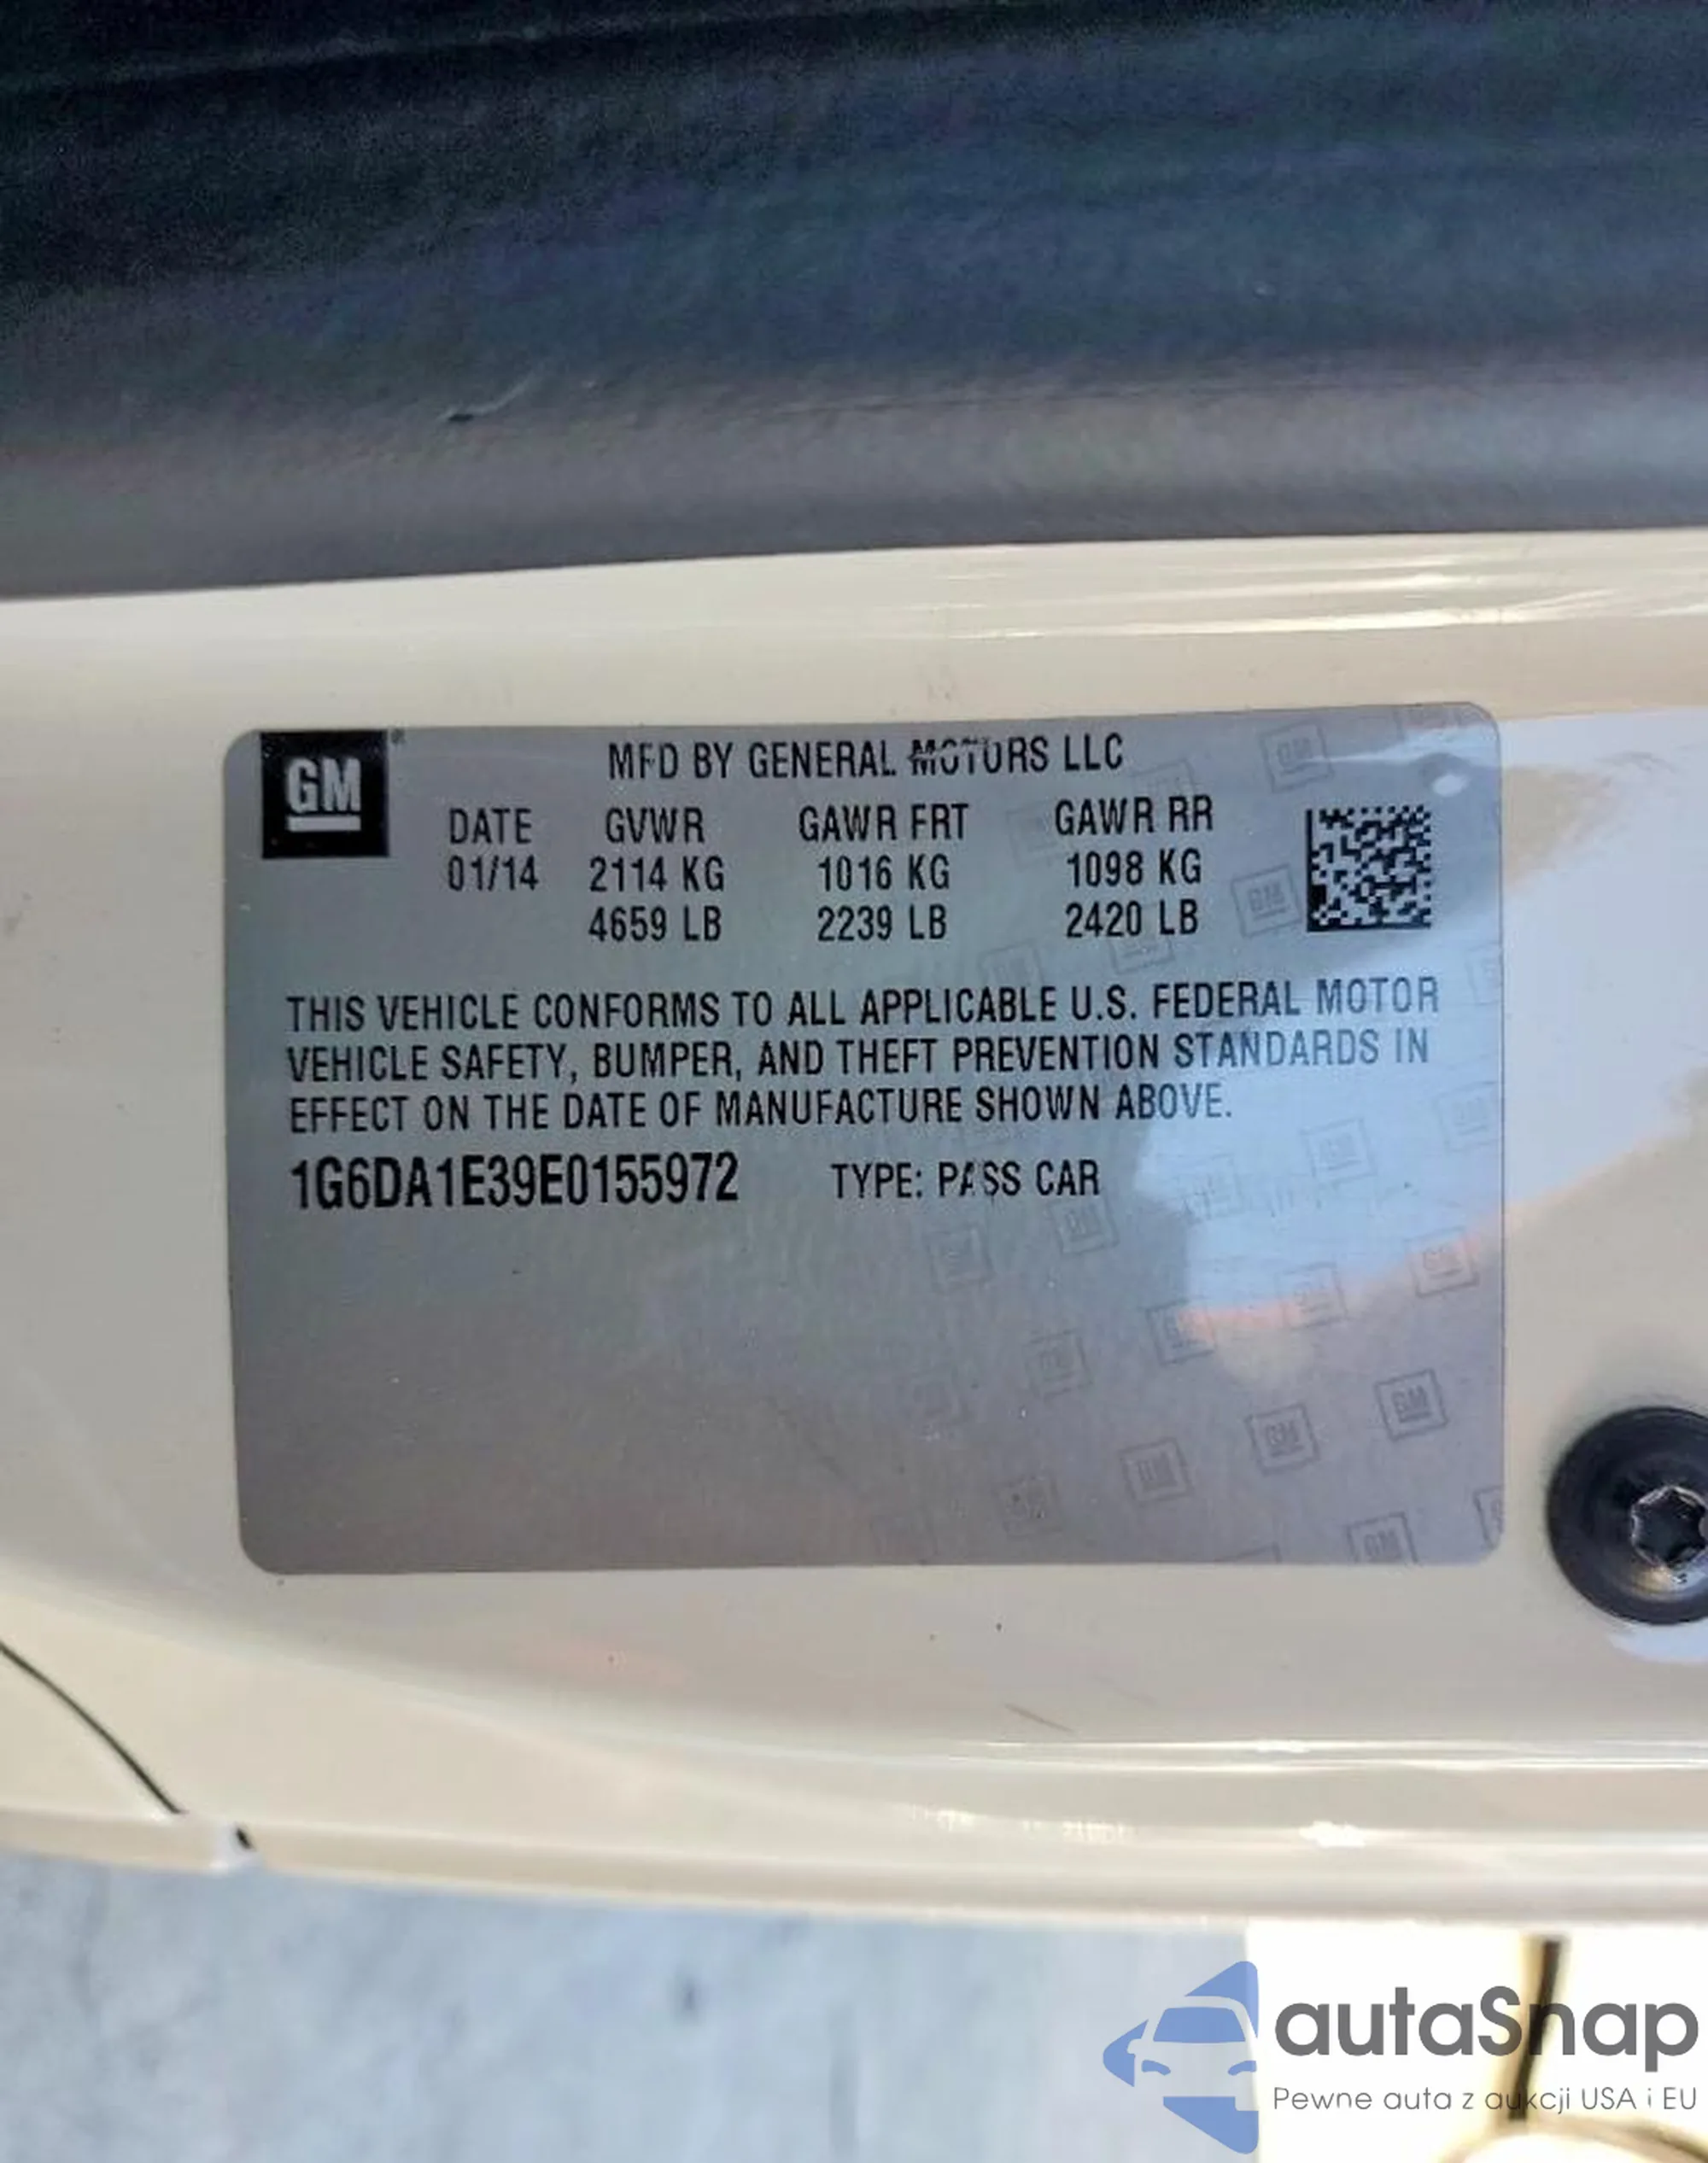 GM
MFD BY GENERAL MOTORS LLC
DATE GVWR GAWR FRT GAWR RR
01/14 2114 KG 1016 KG 1098 KG
4659 LB 2239 LB 2420 LB
THIS VEHICLE CONFORMS TO ALL APPLICABLE U.S. FEDERAL MOTOR
VEHICLE SAFETY, BUMPER, AND THEFT PREVENTION STANDARDS IN
EFFECT ON THE DATE OF MANUFACTURE SHOWN ABOVE.
1G6DA1E39E0155972 TYPE: PASS CAR
autaSnap
Pewne auta z aukcji USA i EU